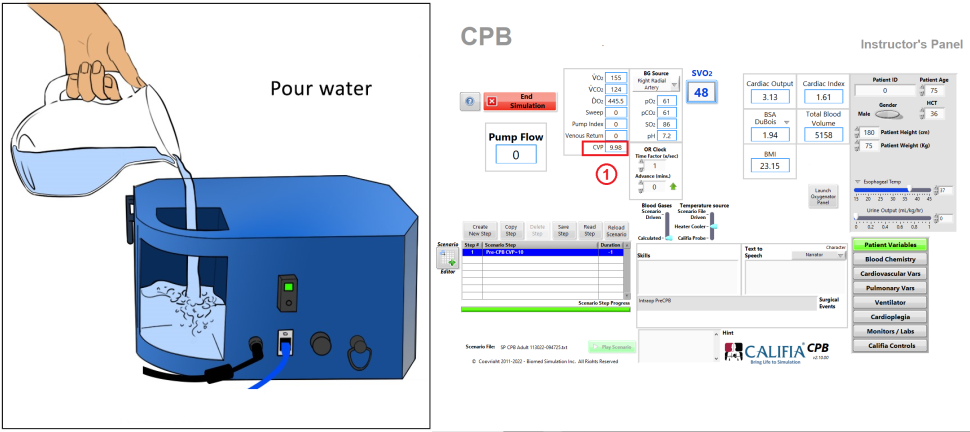 Pour water
CPB
Instructor's Panel
End
Simulation
Pump Flow
0
V̇O₂ 155
V̇CO₂ 124
ḊO₂ 445.5
Sweep 0
Pump Index 0
Venous Return 0
CVP 9.98
1
BG Source
Right Radial
Artery
pO₂ 61
pCO₂ 61
SO₂ 86
pH 7.2
OR Clock
Time Factor (x/sec)
1
Advance (mins.)
0
SVO₂
48
Cardiac Output
3.13
Cardiac Index
1.61
BSA
DuBois
1.94
Total Blood
Volume
5158
BMI
23.15
Launch
Oxygenator
Panel
Patient ID
0
Patient Age
75
Gender
Male
HCT
36
180 Patient Height (cm)
75 Patient Weight (Kg)
Esophageal Temp
15 20 25 30 35 40 45
37
Urine Output (mL/kg/hr)
0 0.2 0.4 0.6 0.8 1
0
Blood Gases
Scenario
Driven
Calculated
Temperature source
Scenario File
Driven
Heater Cooler
Califia Probe
Create
New Step
Copy
Step
Delete
Step
Save
Step
Read
Step
Reload
Scenario
Scenario
Editor
Step # Scenario Step Duration
1 Pre-CPB CVP~10 -1
Scenario Step Progress
Skills
Text to
Speech
Character
Narrator
Intraop PreCPB
Surgical
Events
Hint
Scenario File: SP CPB Adult 113022-094725.txt
Play Scenario
© Copyright 2011-2022 - Biomed Simulation Inc. All Rights Reserved
CALIFIA® CPB
Bring Life to Simulation
v2.10.00
Patient Variables
Blood Chemistry
Cardiovascular Vars
Pulmonary Vars
Ventilator
Cardioplegia
Monitors / Labs
Califia Controls